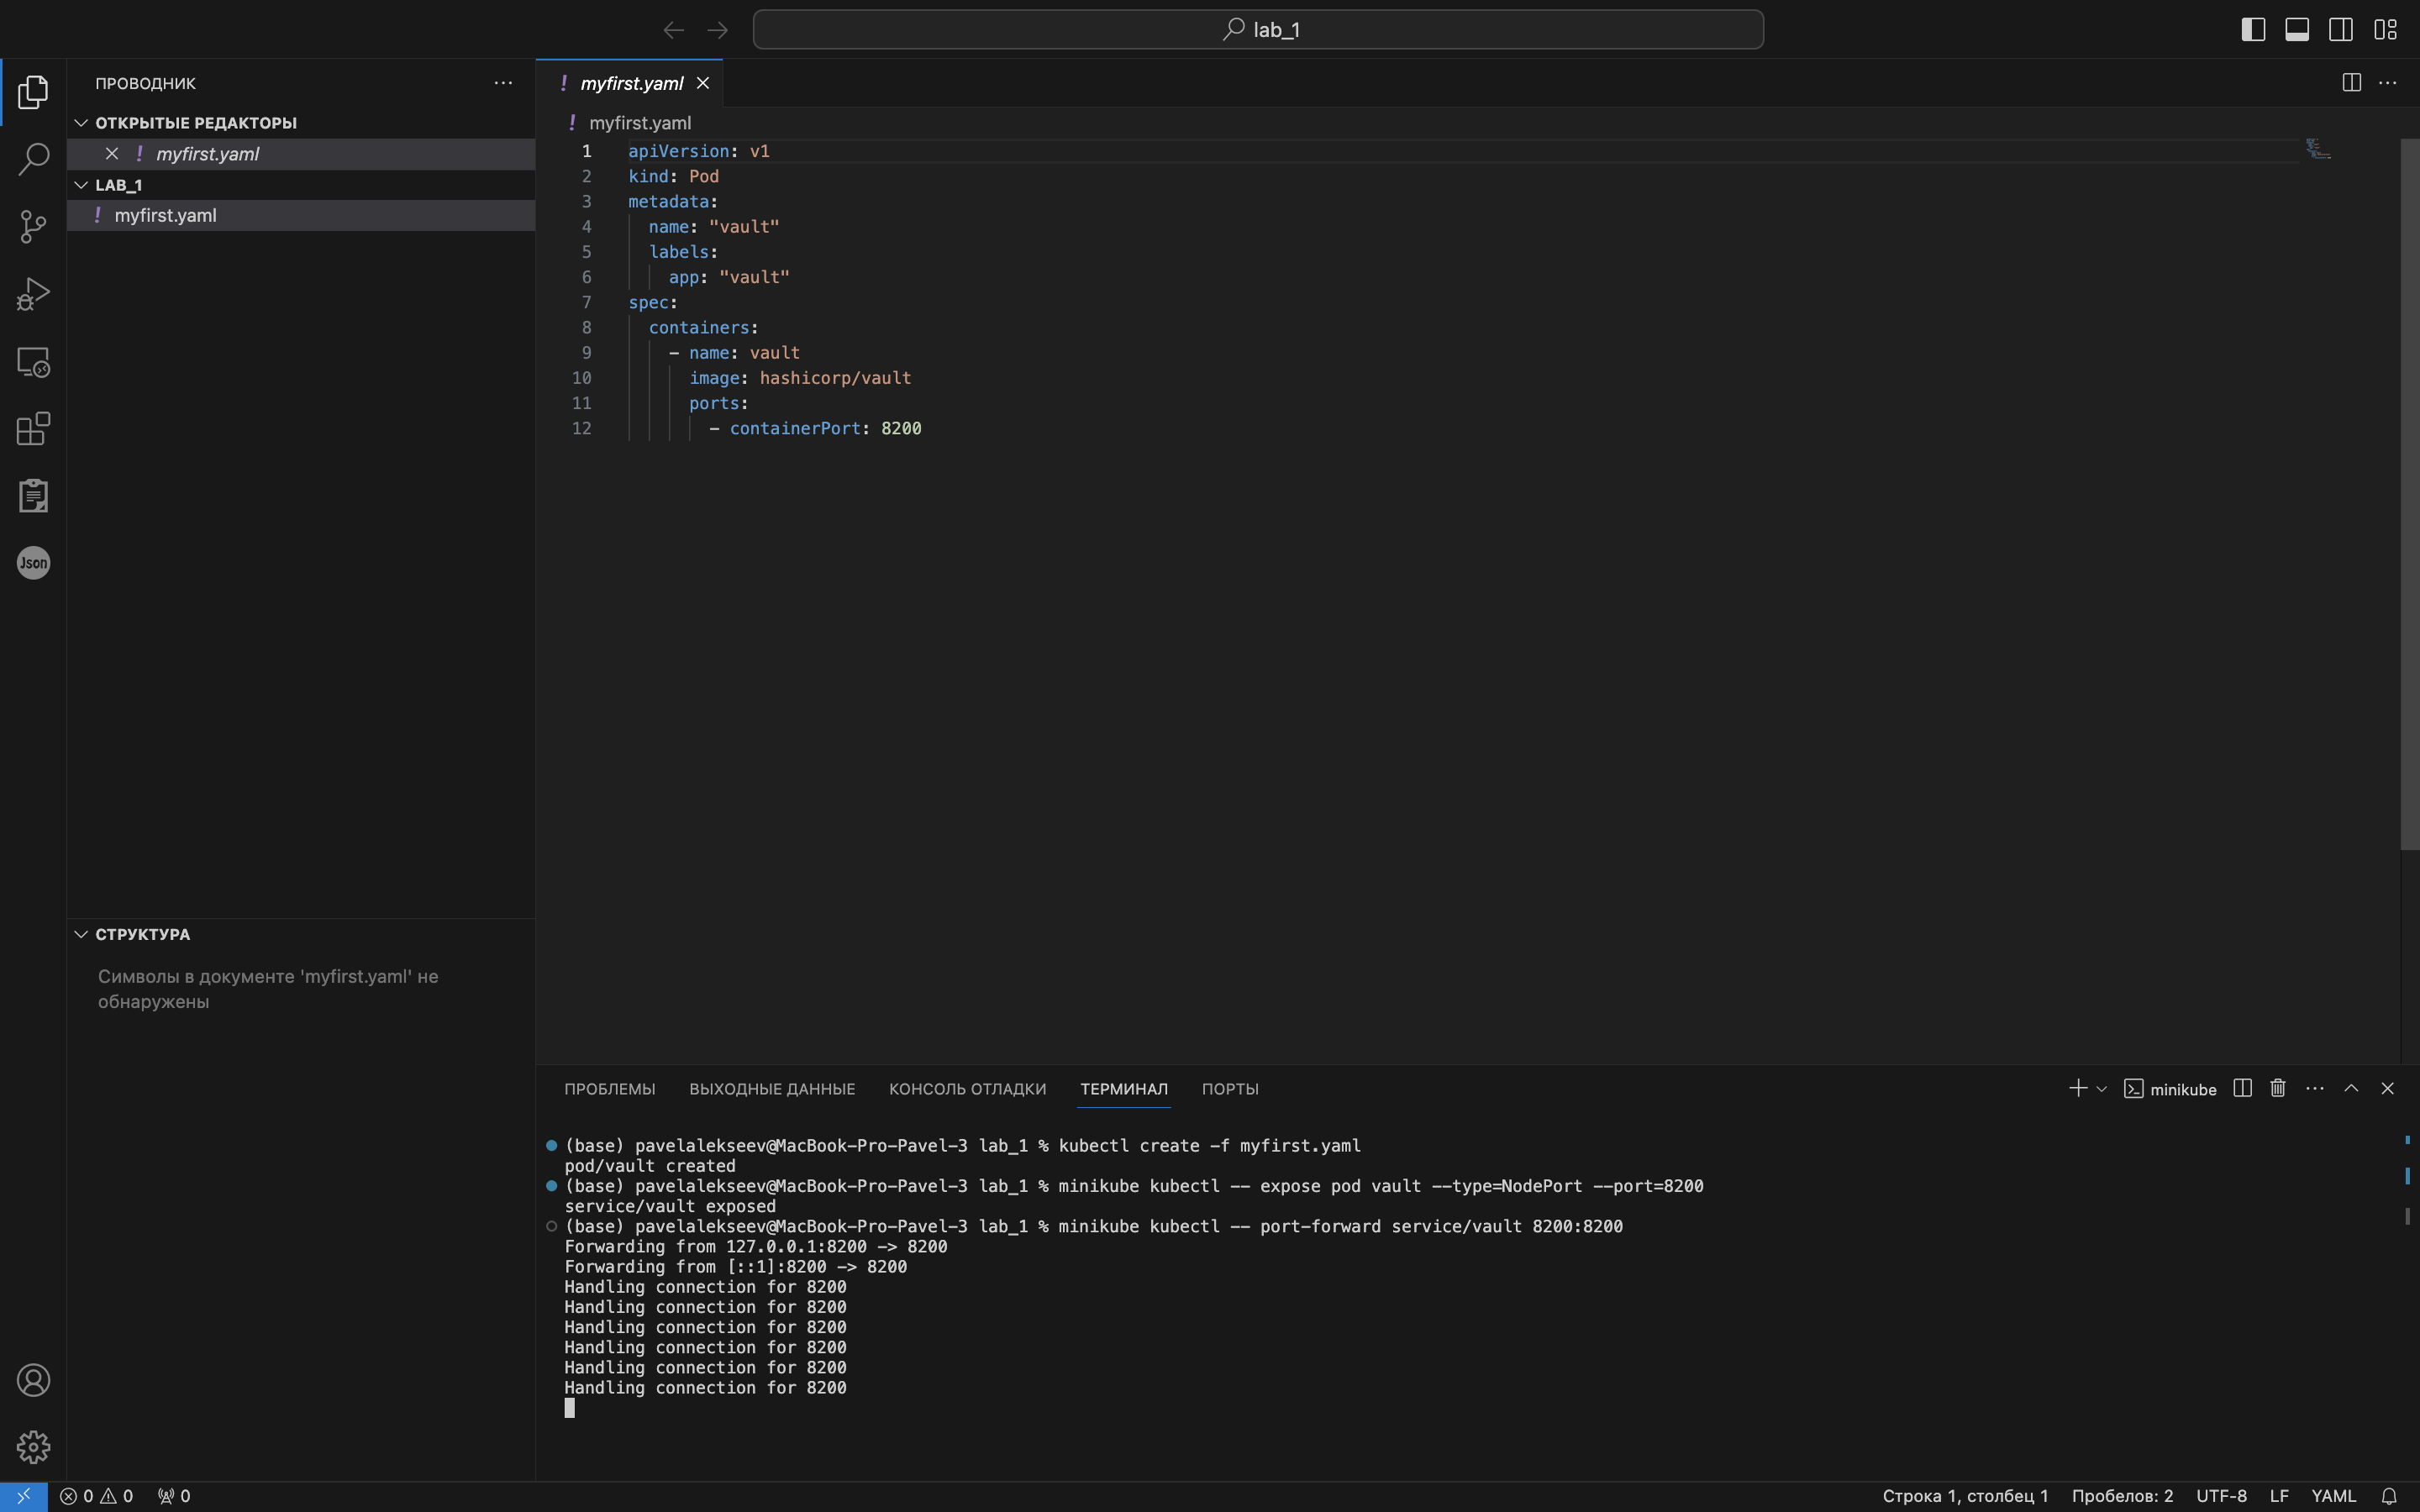 lab_1
ПРОВОДНИК
ОТКРЫТЫЕ РЕДАКТОРЫ
! myfirst.yaml
LAB_1
! myfirst.yaml
СТРУКТУРА
Символы в документе 'myfirst.yaml' не
обнаружены
Json
! myfirst.yaml
! myfirst.yaml
1 apiVersion: v1
2 kind: Pod
3 metadata:
4   name: "vault"
5   labels:
6     app: "vault"
7 spec:
8   containers:
9     - name: vault
10       image: hashicorp/vault
11       ports:
12         - containerPort: 8200
ПРОБЛЕМЫ ВЫХОДНЫЕ ДАННЫЕ КОНСОЛЬ ОТЛАДКИ ТЕРМИНАЛ ПОРТЫ minikube
(base) pavelalekseev@MacBook-Pro-Pavel-3 lab_1 % kubectl create -f myfirst.yaml
pod/vault created
(base) pavelalekseev@MacBook-Pro-Pavel-3 lab_1 % minikube kubectl -- expose pod vault --type=NodePort --port=8200
service/vault exposed
(base) pavelalekseev@MacBook-Pro-Pavel-3 lab_1 % minikube kubectl -- port-forward service/vault 8200:8200
Forwarding from 127.0.0.1:8200 -> 8200
Forwarding from [::1]:8200 -> 8200
Handling connection for 8200
Handling connection for 8200
Handling connection for 8200
Handling connection for 8200
Handling connection for 8200
Handling connection for 8200
0 0 0 Строка 1, столбец 1 Пробелов: 2 UTF-8 LF YAML